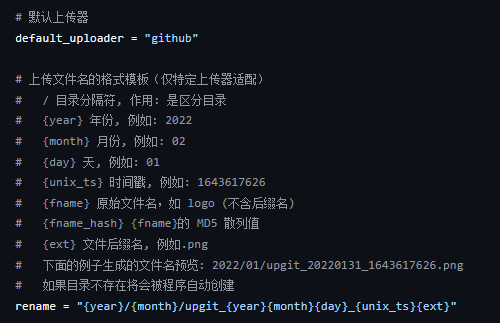 # 默认上传器
default_uploader = "github"
# 上传文件名的格式模板（仅特定上传器适配）
#   / 目录分隔符, 作用: 是区分目录
#   {year} 年份, 例如: 2022
#   {month} 月份, 例如: 02
#   {day} 天, 例如: 01
#   {unix_ts} 时间戳, 例如: 1643617626
#   {fname} 原始文件名，如 logo (不含后缀名)
#   {fname_hash} {fname}的 MD5 散列值
#   {ext} 文件后缀名, 例如.png
#   下面的例子生成的文件名预览: 2022/01/upgit_20220131_1643617626.png
#   如果目录不存在将会被程序自动创建
rename = "{year}/{month}/upgit_{year}{month}{day}_{unix_ts}{ext}"